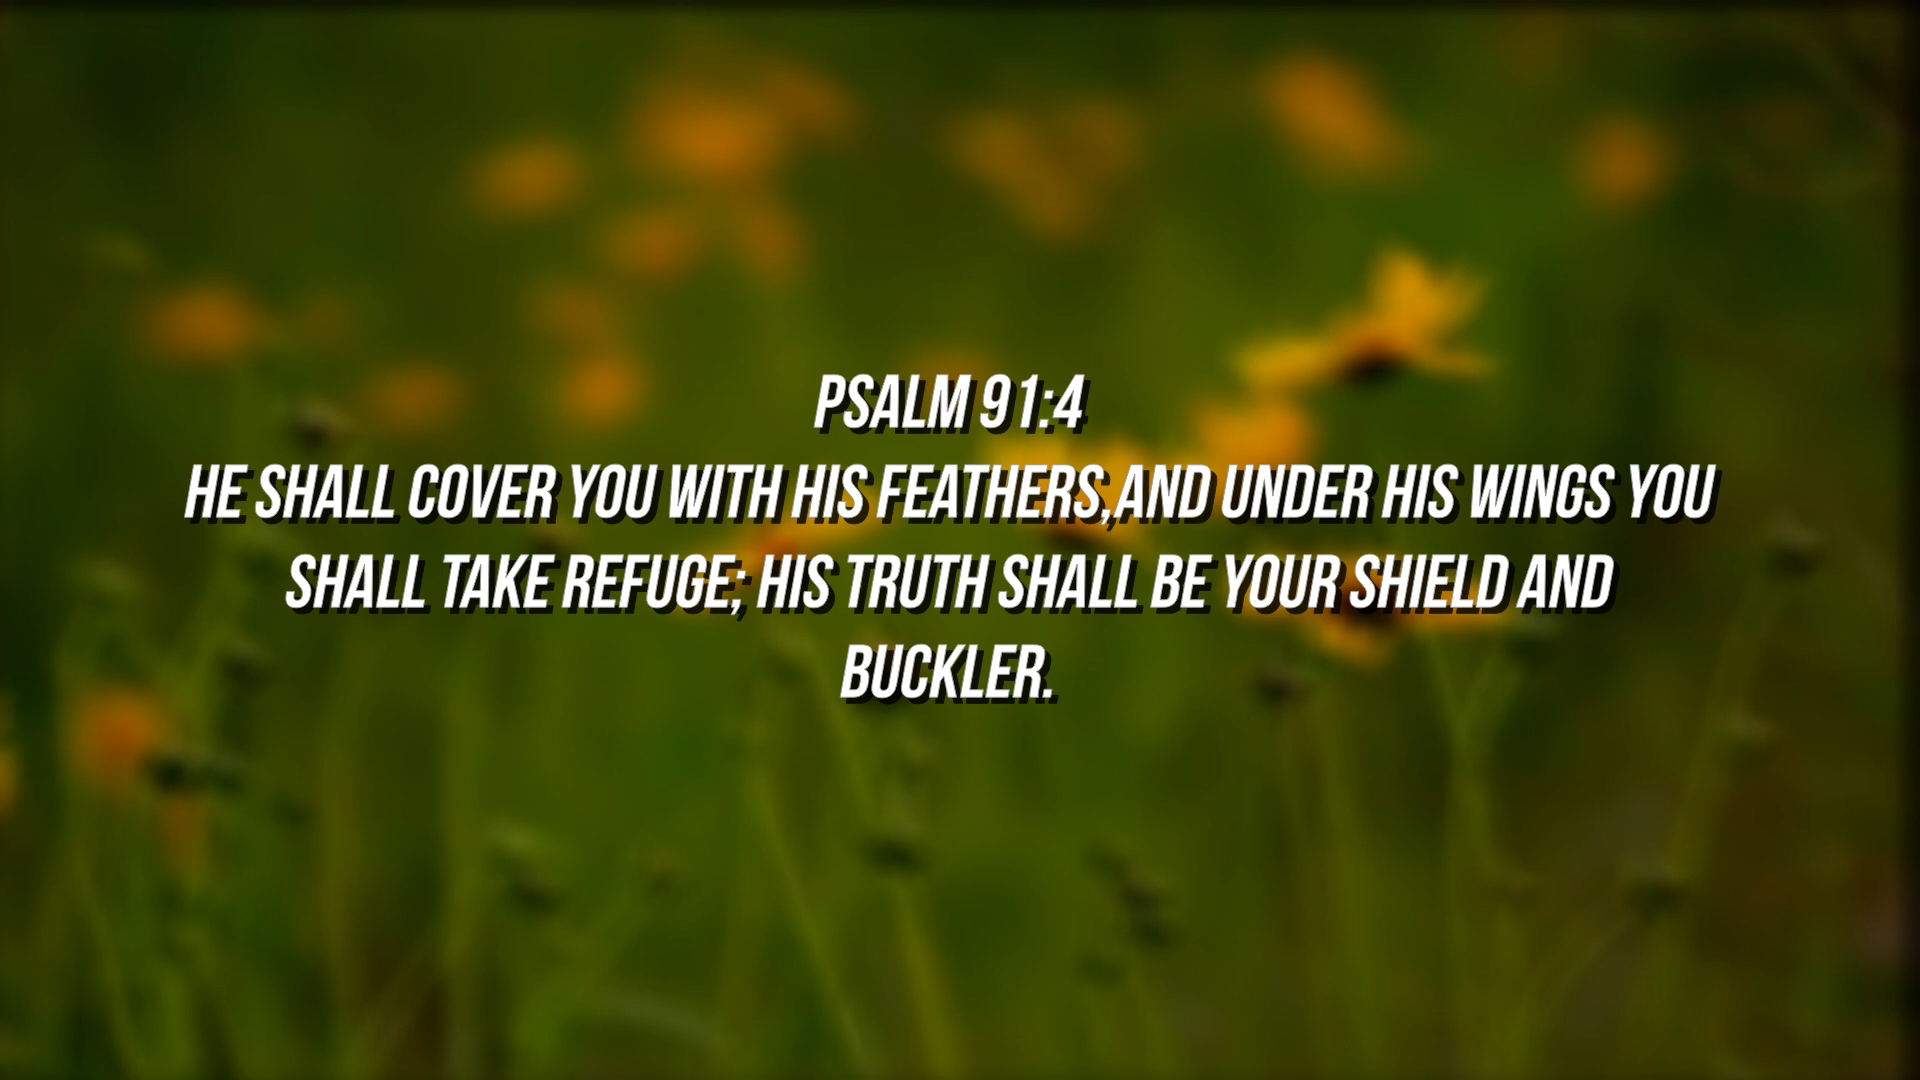 PSALM 91:4
HE SHALL COVER YOU WITH HIS FEATHERS,AND UNDER HIS WINGS YOU
SHALL TAKE REFUGE; HIS TRUTH SHALL BE YOUR SHIELD AND
BUCKLER.